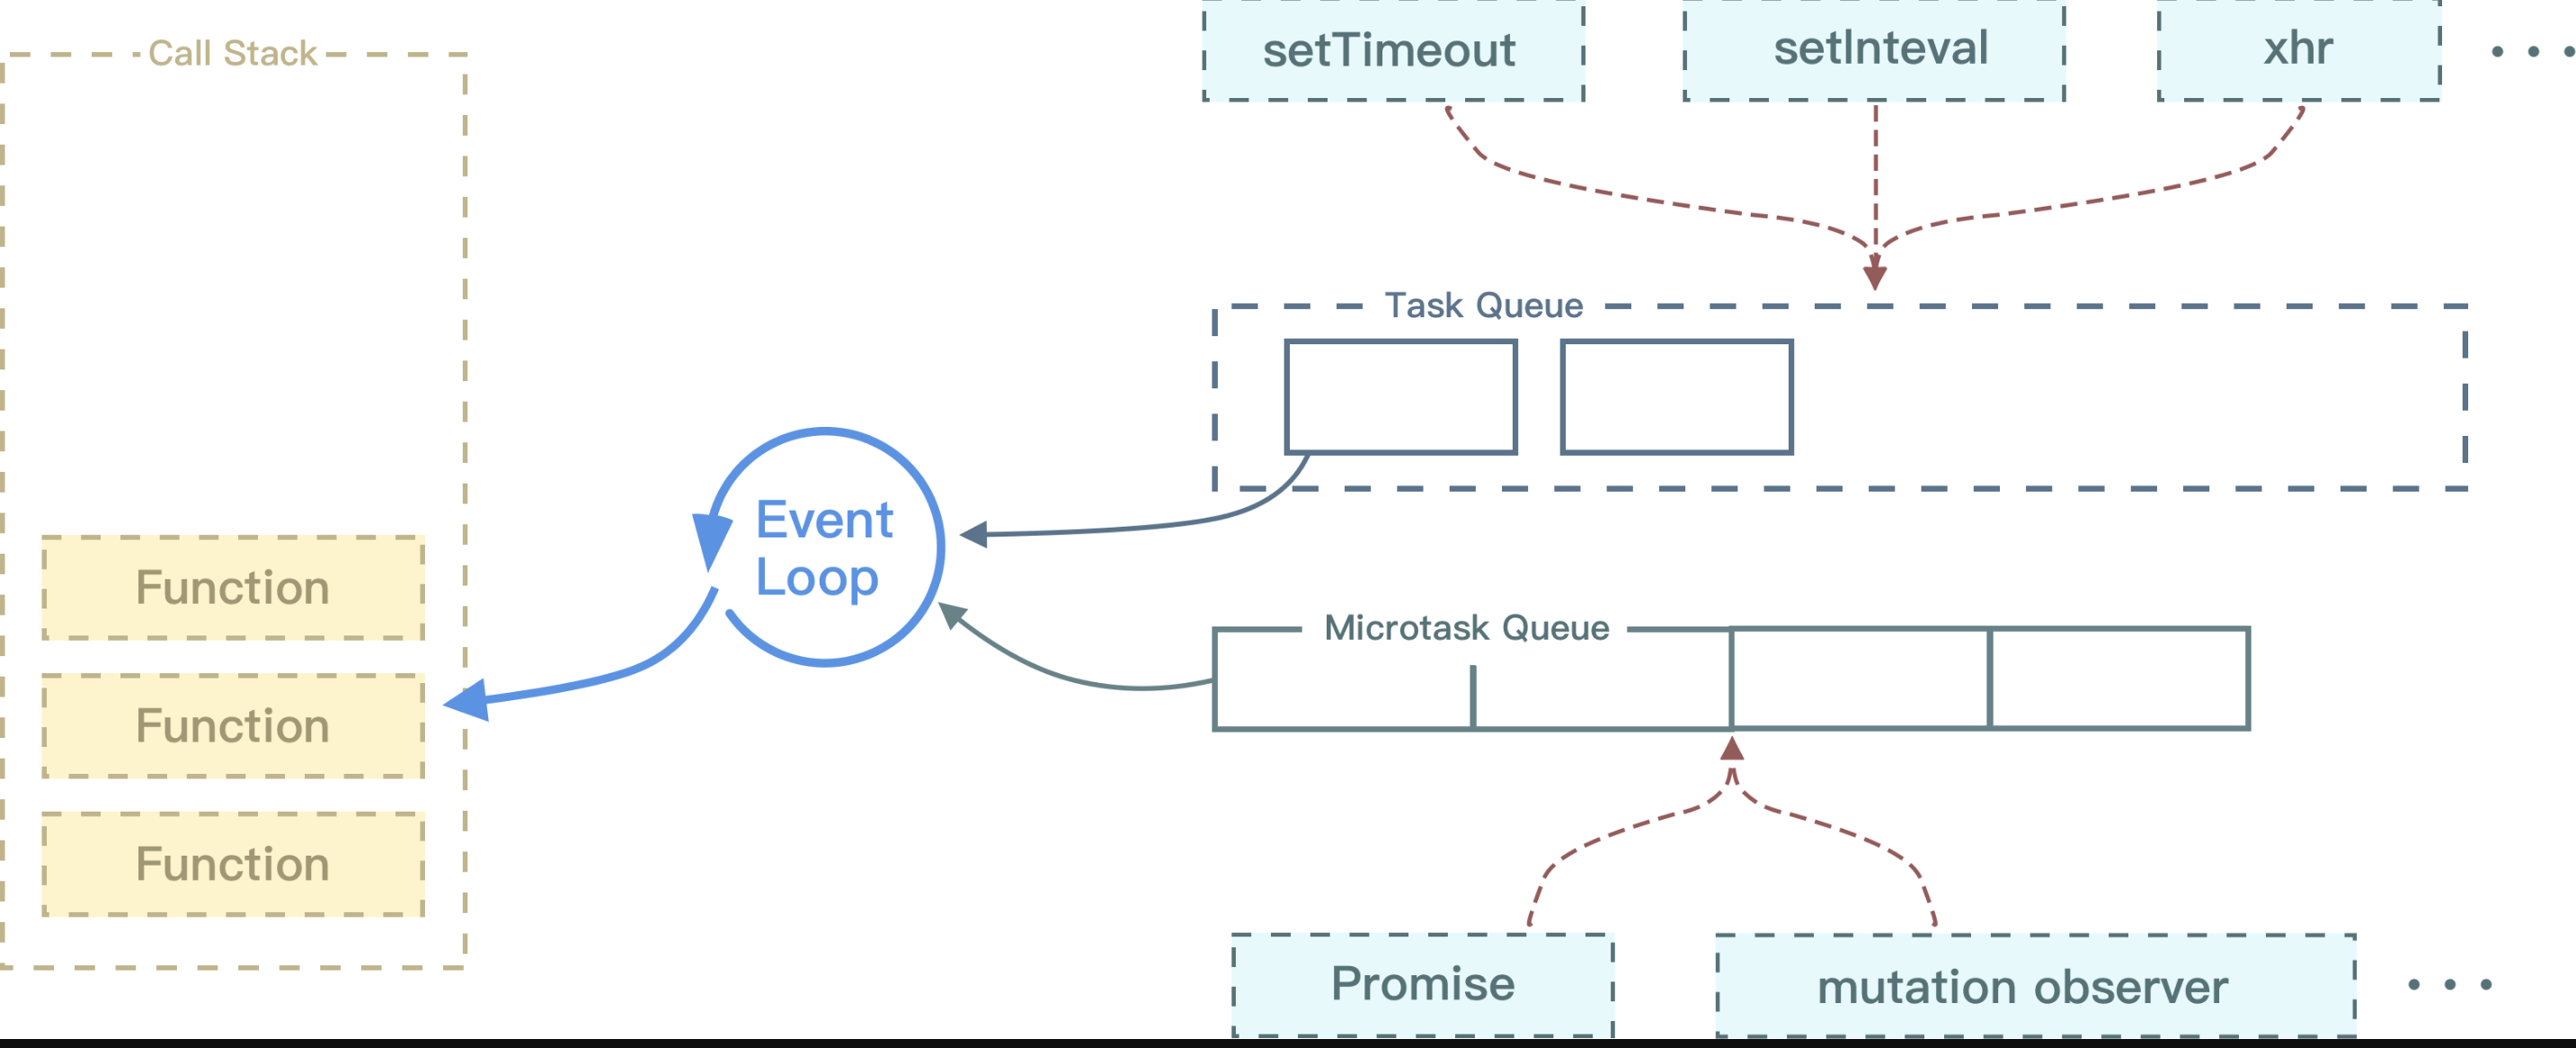 Call Stack
setTimeout
setInteval
xhr
Task Queue
Event
Loop
Function
Function
Function
Microtask Queue
Promise
mutation observer